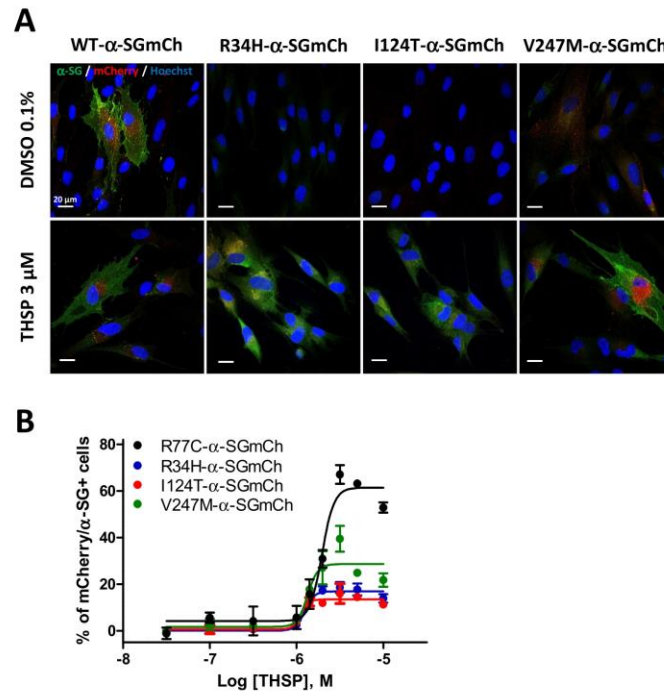 A
WT-α-SGmCh R34H-α-SGmCh I124T-α-SGmCh V247M-α-SGmCh
DMSO 0.1%
α-SG / mCherry / Hoechst
20 μm
THSP 3 μM
B
% of mCherry/α-SG+ cells
80
60
40
20
0
R77C-α-SGmCh
R34H-α-SGmCh
I124T-α-SGmCh
V247M-α-SGmCh
-8 -7 -6 -5
Log [THSP], M